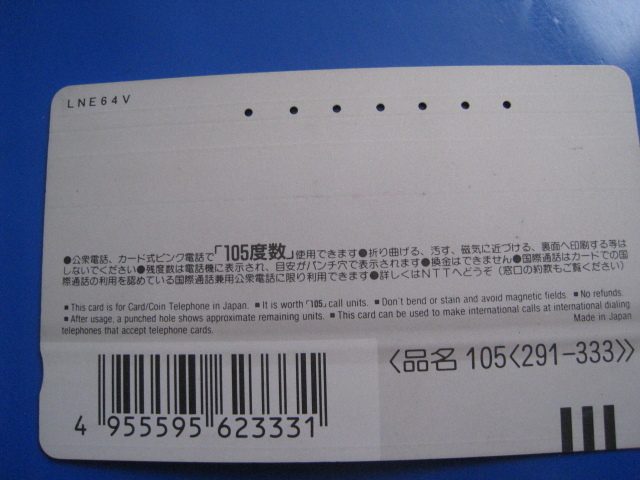 LNE64V
●公衆電話、カード式ピンク電話で「105度数」使用できます●折り曲げる、汚す、磁気に近づける、裏面へ印刷する等は
しないでください●残度数は電話機に表示され、目安がパンチ穴で表示されます●換金はできません●国際通話はカードでの国
際通話の利用を認めている国際通話兼用公衆電話に限り利用できます●詳しくはNTTへどうぞ(窓口の約款もご覧ください)
■ This card is for Card/Coin Telephone in Japan. ■ It is worth「105」call units. ■ Don't bend or stain and avoid magnetic fields. ■ No refunds.
■ After usage, a punched hole shows approximate remaining units. ■ This card can be used to make international calls at international dialing
telephones that accept telephone cards. Made in Japan
〈品名 105〈291-333〉〉
4 955595 623331